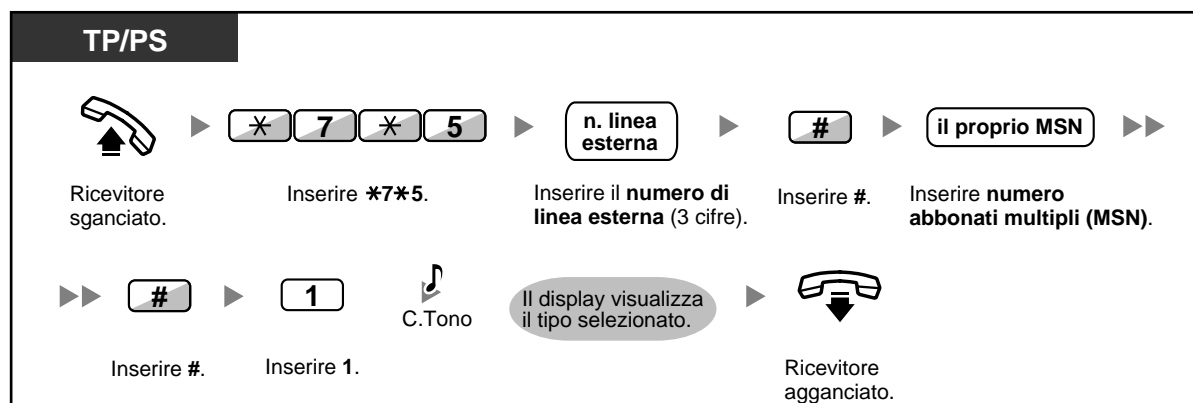 TP/PS
✳ 7 ✳ 5
n. linea
esterna
#
il proprio MSN
Ricevitore
sganciato.
Inserire ✳7✳5.
Inserire il numero di
linea esterna (3 cifre).
Inserire #.
Inserire numero
abbonati multipli (MSN).
#
1
C.Tono
Il display visualizza
il tipo selezionato.
Inserire #.
Inserire 1.
Ricevitore
agganciato.